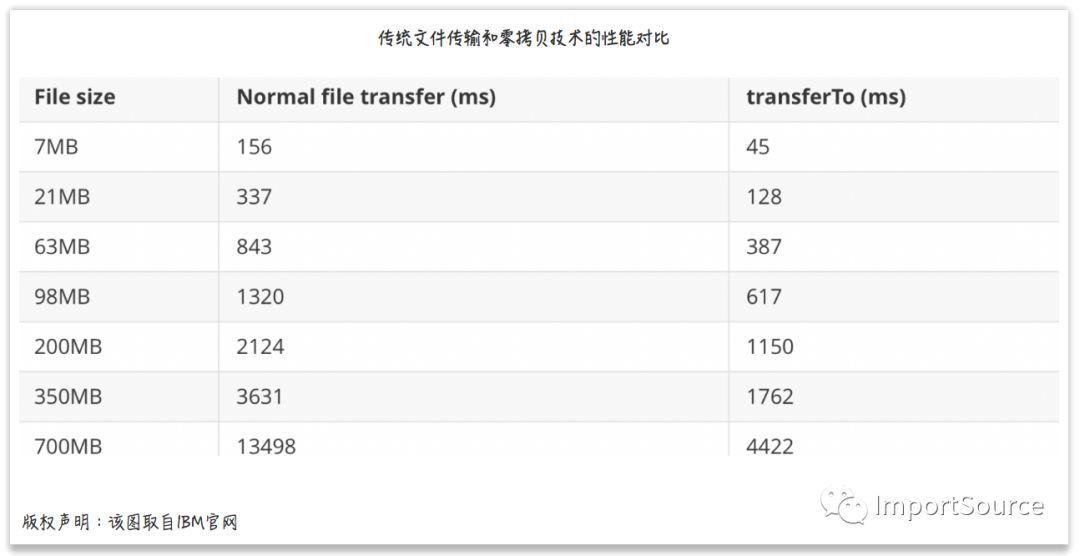 传统文件传输和零拷贝技术的性能对比
File size Normal file transfer (ms) transferTo (ms)
7MB 156 45
21MB 337 128
63MB 843 387
98MB 1320 617
200MB 2124 1150
350MB 3631 1762
700MB 13498 4422
ImportSource
版权声明：该图取自IBM官网